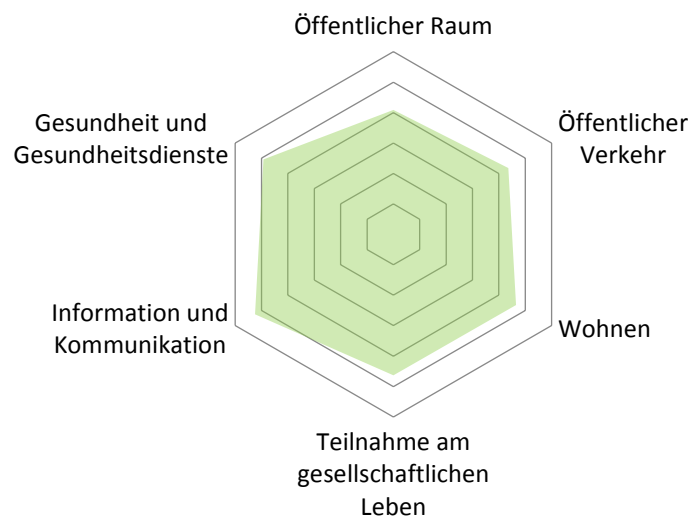 Öffentlicher Raum
Öffentlicher
Verkehr
Wohnen
Teilnahme am
gesellschaftlichen
Leben
Information und
Kommunikation
Gesundheit und
Gesundheitsdienste